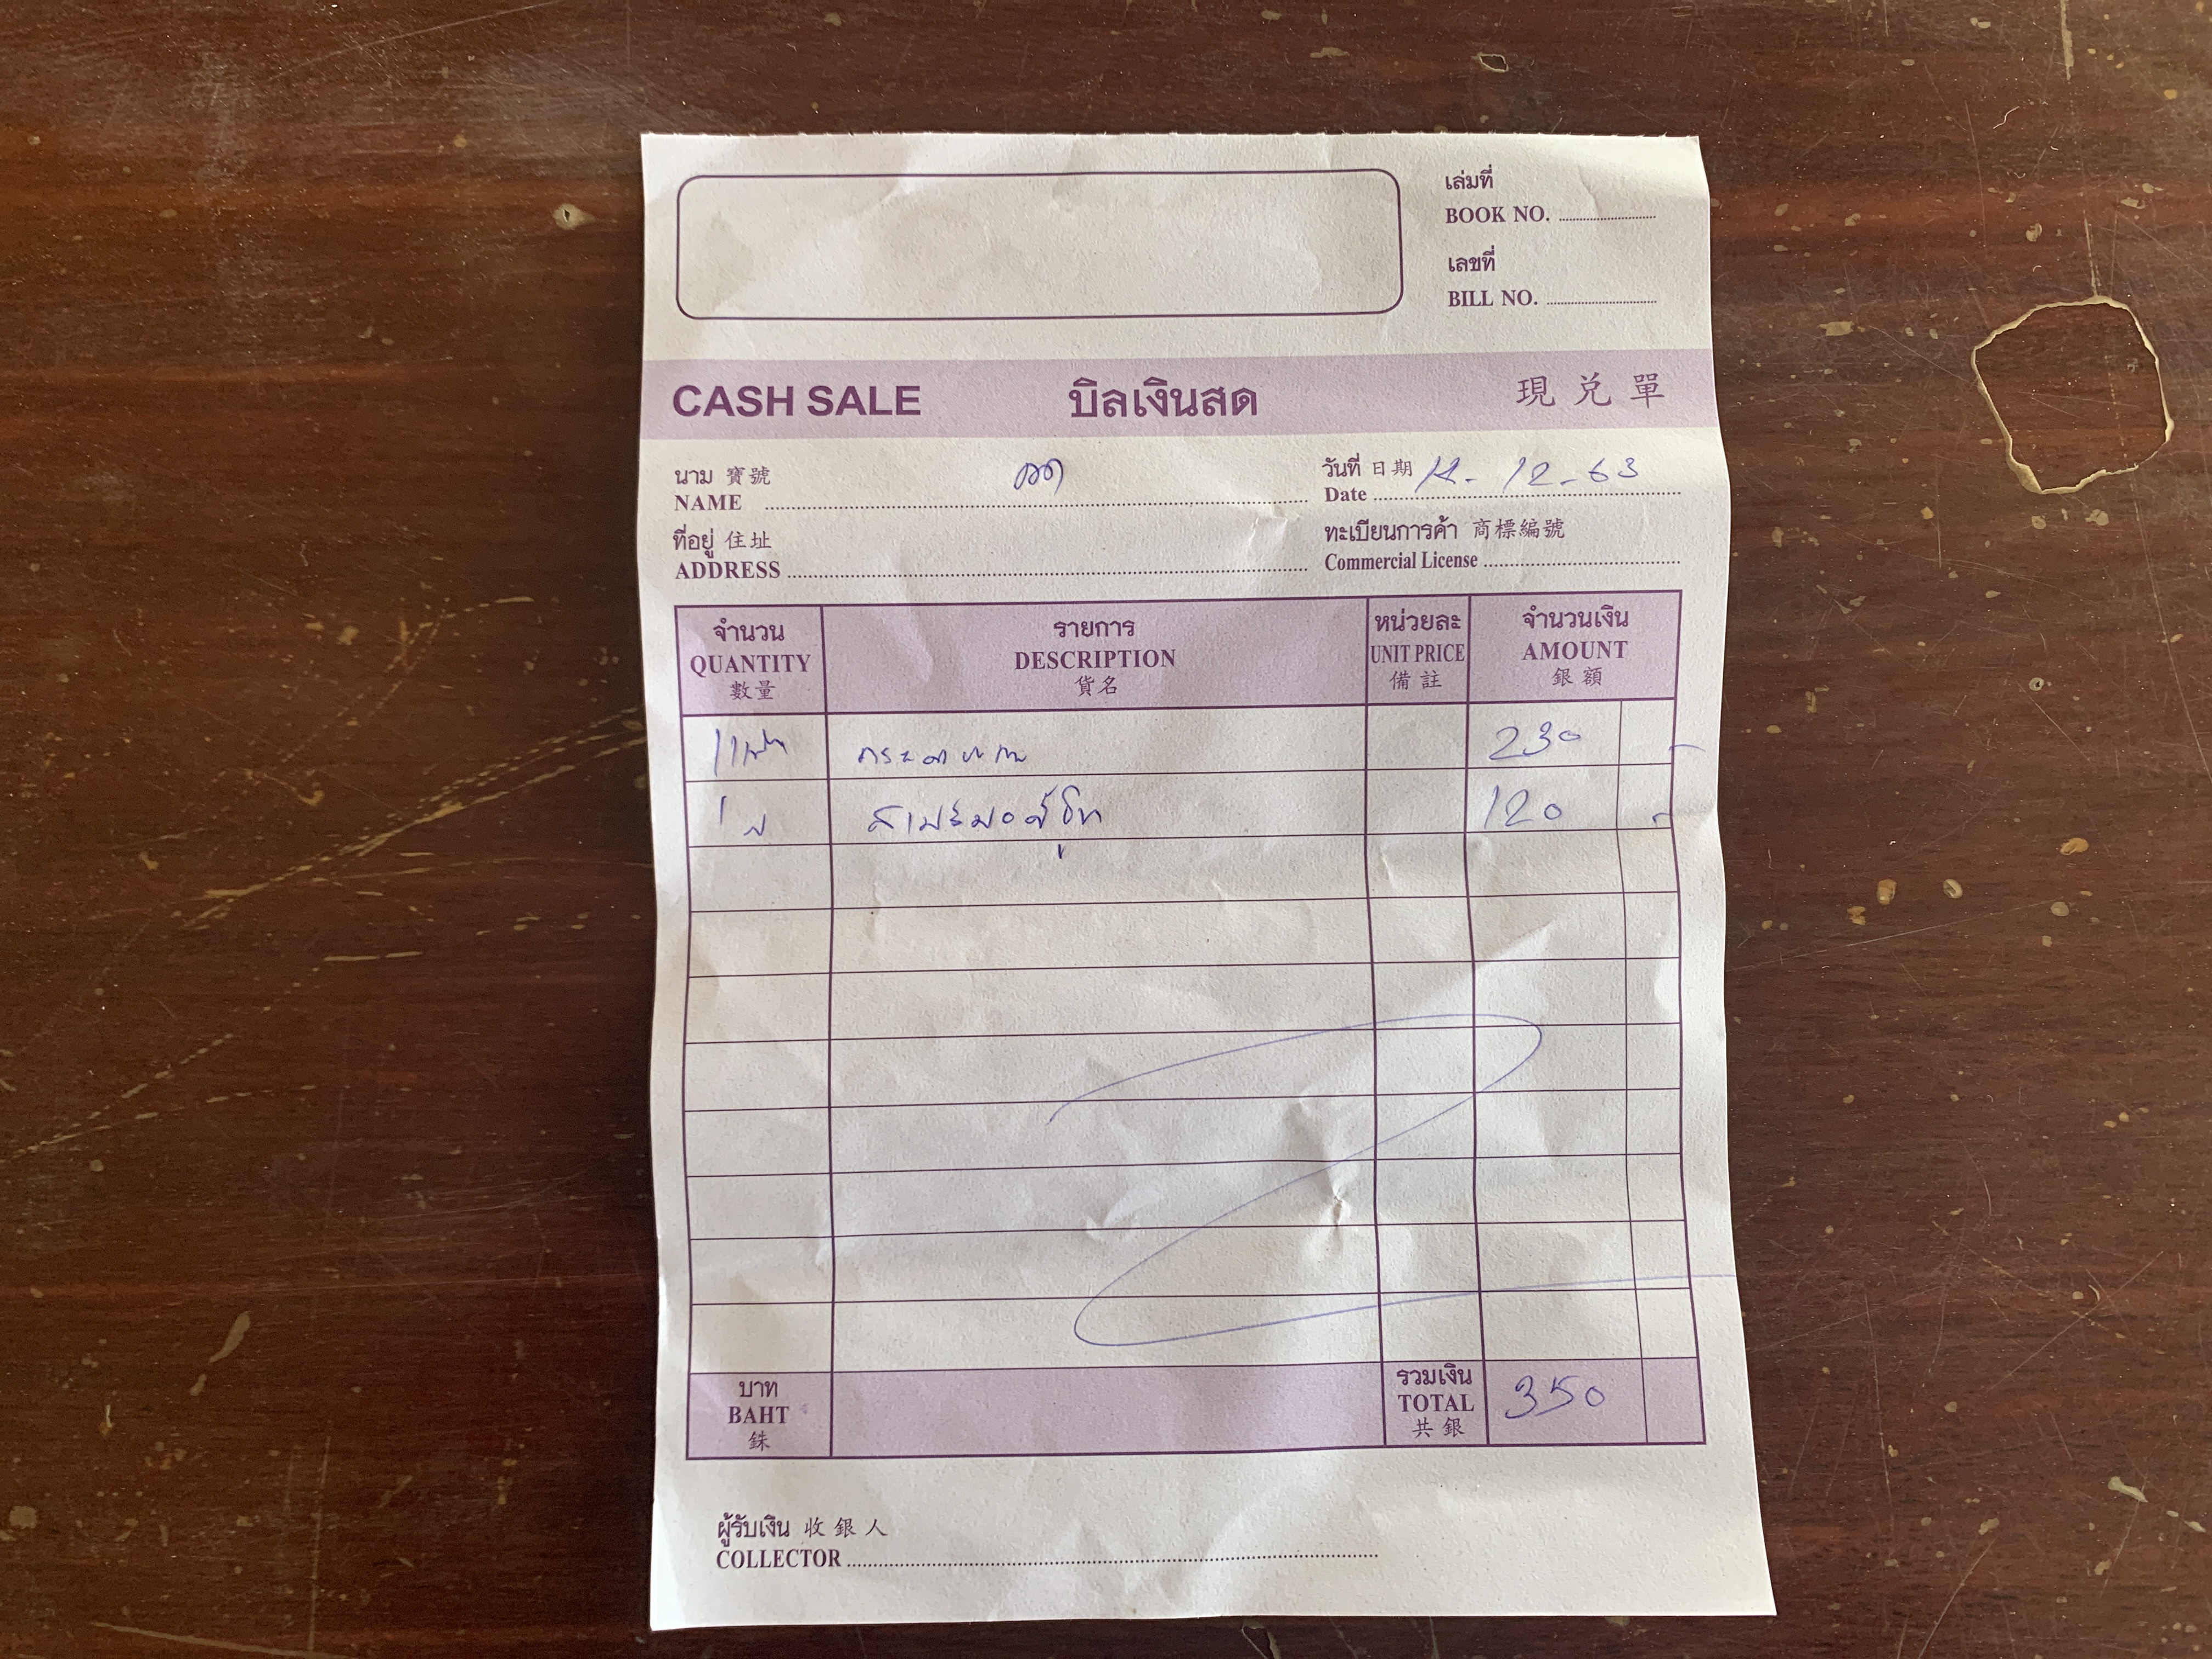 เล่มที่
BOOK NO.
เลขที่
BILL NO.
CASH SALE บิลเงินสด 現兑單
นาม 寶號
NAME
วันที่ 日期
Date 12-63
ที่อยู่ 住址
ADDRESS
ทะเบียนการค้า 商標編號
Commercial License
จำนวน รายการ หน่วยละ จำนวนเงิน
QUANTITY DESCRIPTION UNIT PRICE AMOUNT
數量 貨名 備註 銀額
1 230
1 120
บาท รวมเงิน
BAHT TOTAL 350
銖 共銀
ผู้รับเงิน 收銀人
COLLECTOR